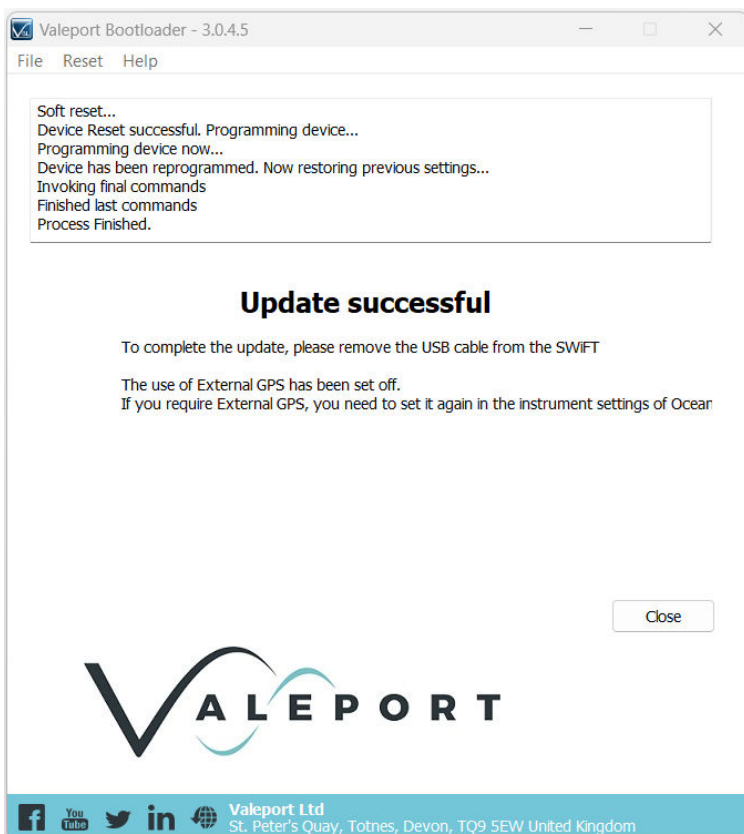 Valeport Bootloader - 3.0.4.5
File Reset Help
Soft reset...
Device Reset successful. Programming device...
Programming device now...
Device has been reprogrammed. Now restoring previous settings...
Invoking final commands
Finished last commands
Process Finished.
Update successful
To complete the update, please remove the USB cable from the SWiFT
The use of External GPS has been set off.
If you require External GPS, you need to set it again in the instrument settings of Ocean
Close
VALEPORT
You
Tube
Valeport Ltd
St. Peter's Quay, Totnes, Devon, TQ9 5EW United Kingdom